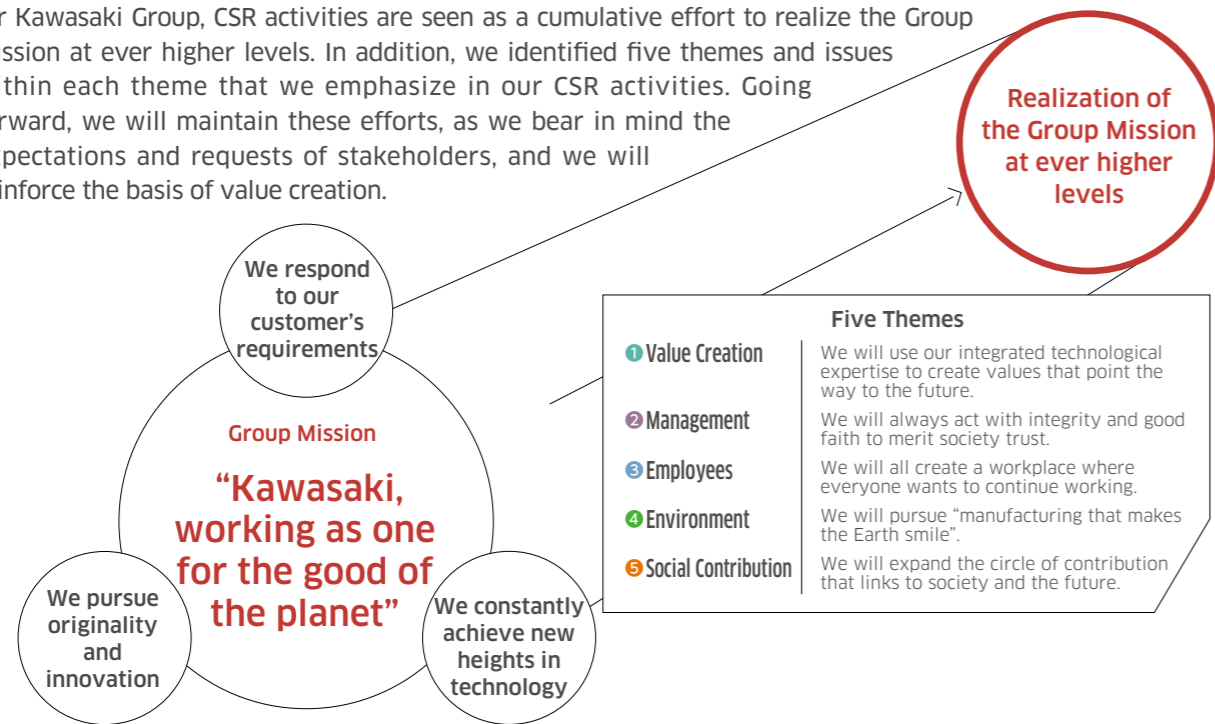 r Kawasaki Group, CSR activities are seen as a cumulative effort to realize the Group
ssion at ever higher levels. In addition, we identified five themes and issues
thin each theme that we emphasize in our CSR activities. Going
rward, we will maintain these efforts, as we bear in mind the
xpectations and requests of stakeholders, and we will
inforce the basis of value creation.
Realization of
the Group Mission
at ever higher
levels
We respond
to our
customer's
requirements
Group Mission
“Kawasaki,
working as one
for the good of
the planet”
We pursue
originality
and
innovation
We constantly
achieve new
heights in
technology
Five Themes
1 Value Creation
We will use our integrated technological
expertise to create values that point the
way to the future.
2 Management
We will always act with integrity and good
faith to merit society trust.
3 Employees
We will all create a workplace where
everyone wants to continue working.
4 Environment
We will pursue “manufacturing that makes
the Earth smile”.
5 Social Contribution
We will expand the circle of contribution
that links to society and the future.